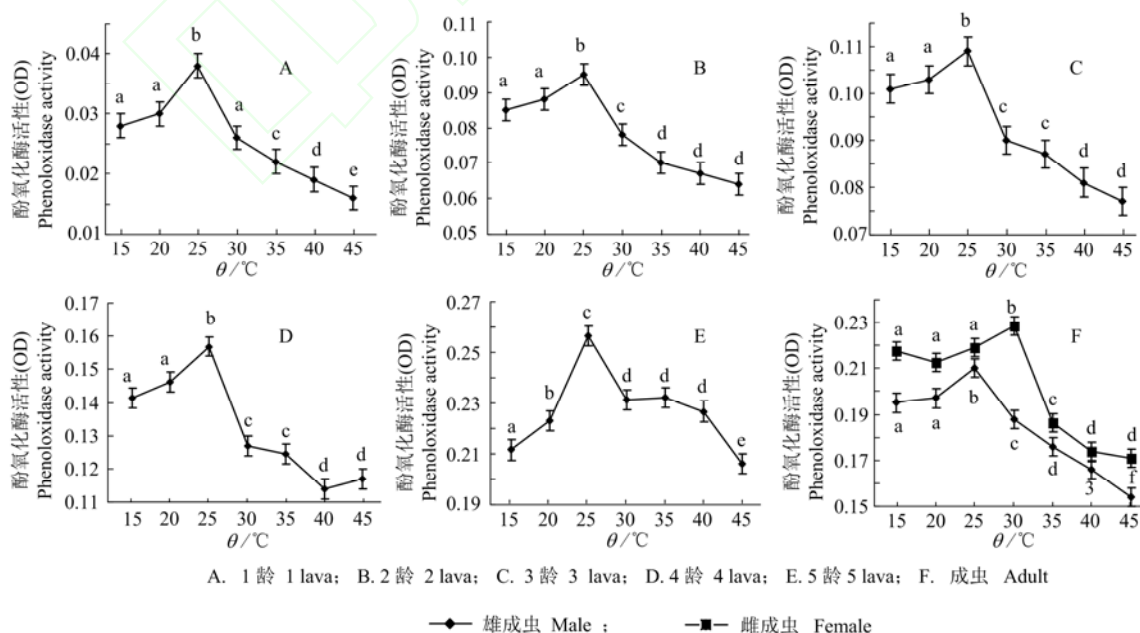 酚氧化酶活性(OD)
Phenoloxidase activity
0.04
0.03
0.02
0.01
a
a
b
a
c
d
e
A
15 20 25 30 35 40 45
θ/℃
酚氧化酶活性(OD)
Phenoloxidase activity
0.10
0.09
0.08
0.07
0.06
0.05
a
a
b
c
d
d
d
B
15 20 25 30 35 40 45
θ/℃
酚氧化酶活性(OD)
Phenoloxidase activity
0.11
0.10
0.08
0.07
a
a
b
c
c
d
d
C
15 20 25 30 35 40 45
θ/℃
酚氧化酶活性(OD)
Phenoloxidase activity
0.17
0.16
0.14
0.13
0.12
0.11
a
a
b
c
c
d
d
D
15 20 25 30 35 40 45
θ/℃
酚氧化酶活性(OD)
Phenoloxidase activity
0.27
0.25
0.23
0.21
0.19
a
b
c
d
d
d
e
E
15 20 25 30 35 40 45
θ/℃
酚氧化酶活性(OD)
Phenoloxidase activity
0.23
0.21
0.19
0.17
0.15
a
a
a
b
c
d
d
a
a
b
c
d
3
f
F
15 20 25 30 35 40 45
θ/℃
A. 1 龄 1 lava； B. 2 龄 2 lava； C. 3 龄 3 lava； D. 4 龄 4 lava； E. 5 龄 5 lava； F. 成虫 Adult
雄成虫 Male ； 雌成虫 Female